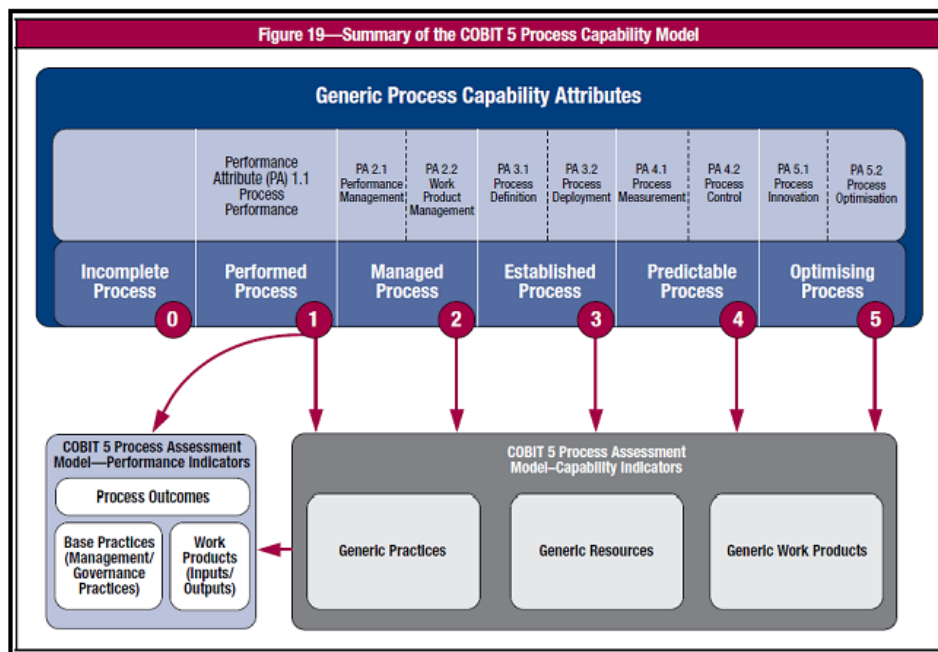 Figure 19—Summary of the COBIT 5 Process Capability Model
Generic Process Capability Attributes
Performance
Attribute (PA) 1.1
Process
Performance
PA 2.1
Performance
Management
PA 2.2
Work
Product
Management
PA 3.1
Process
Definition
PA 3.2
Process
Deployment
PA 4.1
Process
Measurement
PA 4.2
Process
Control
PA 5.1
Process
Innovation
PA 5.2
Process
Optimisation
Incomplete
Process
0
Performed
Process
1
Managed
Process
2
Established
Process
3
Predictable
Process
4
Optimising
Process
5
COBIT 5 Process Assessment
Model—Performance Indicators
Process Outcomes
Base Practices
(Management/
Governance
Practices)
Work
Products
(Inputs/
Outputs)
COBIT 5 Process Assessment
Model–Capability Indicators
Generic Practices
Generic Resources
Generic Work Products